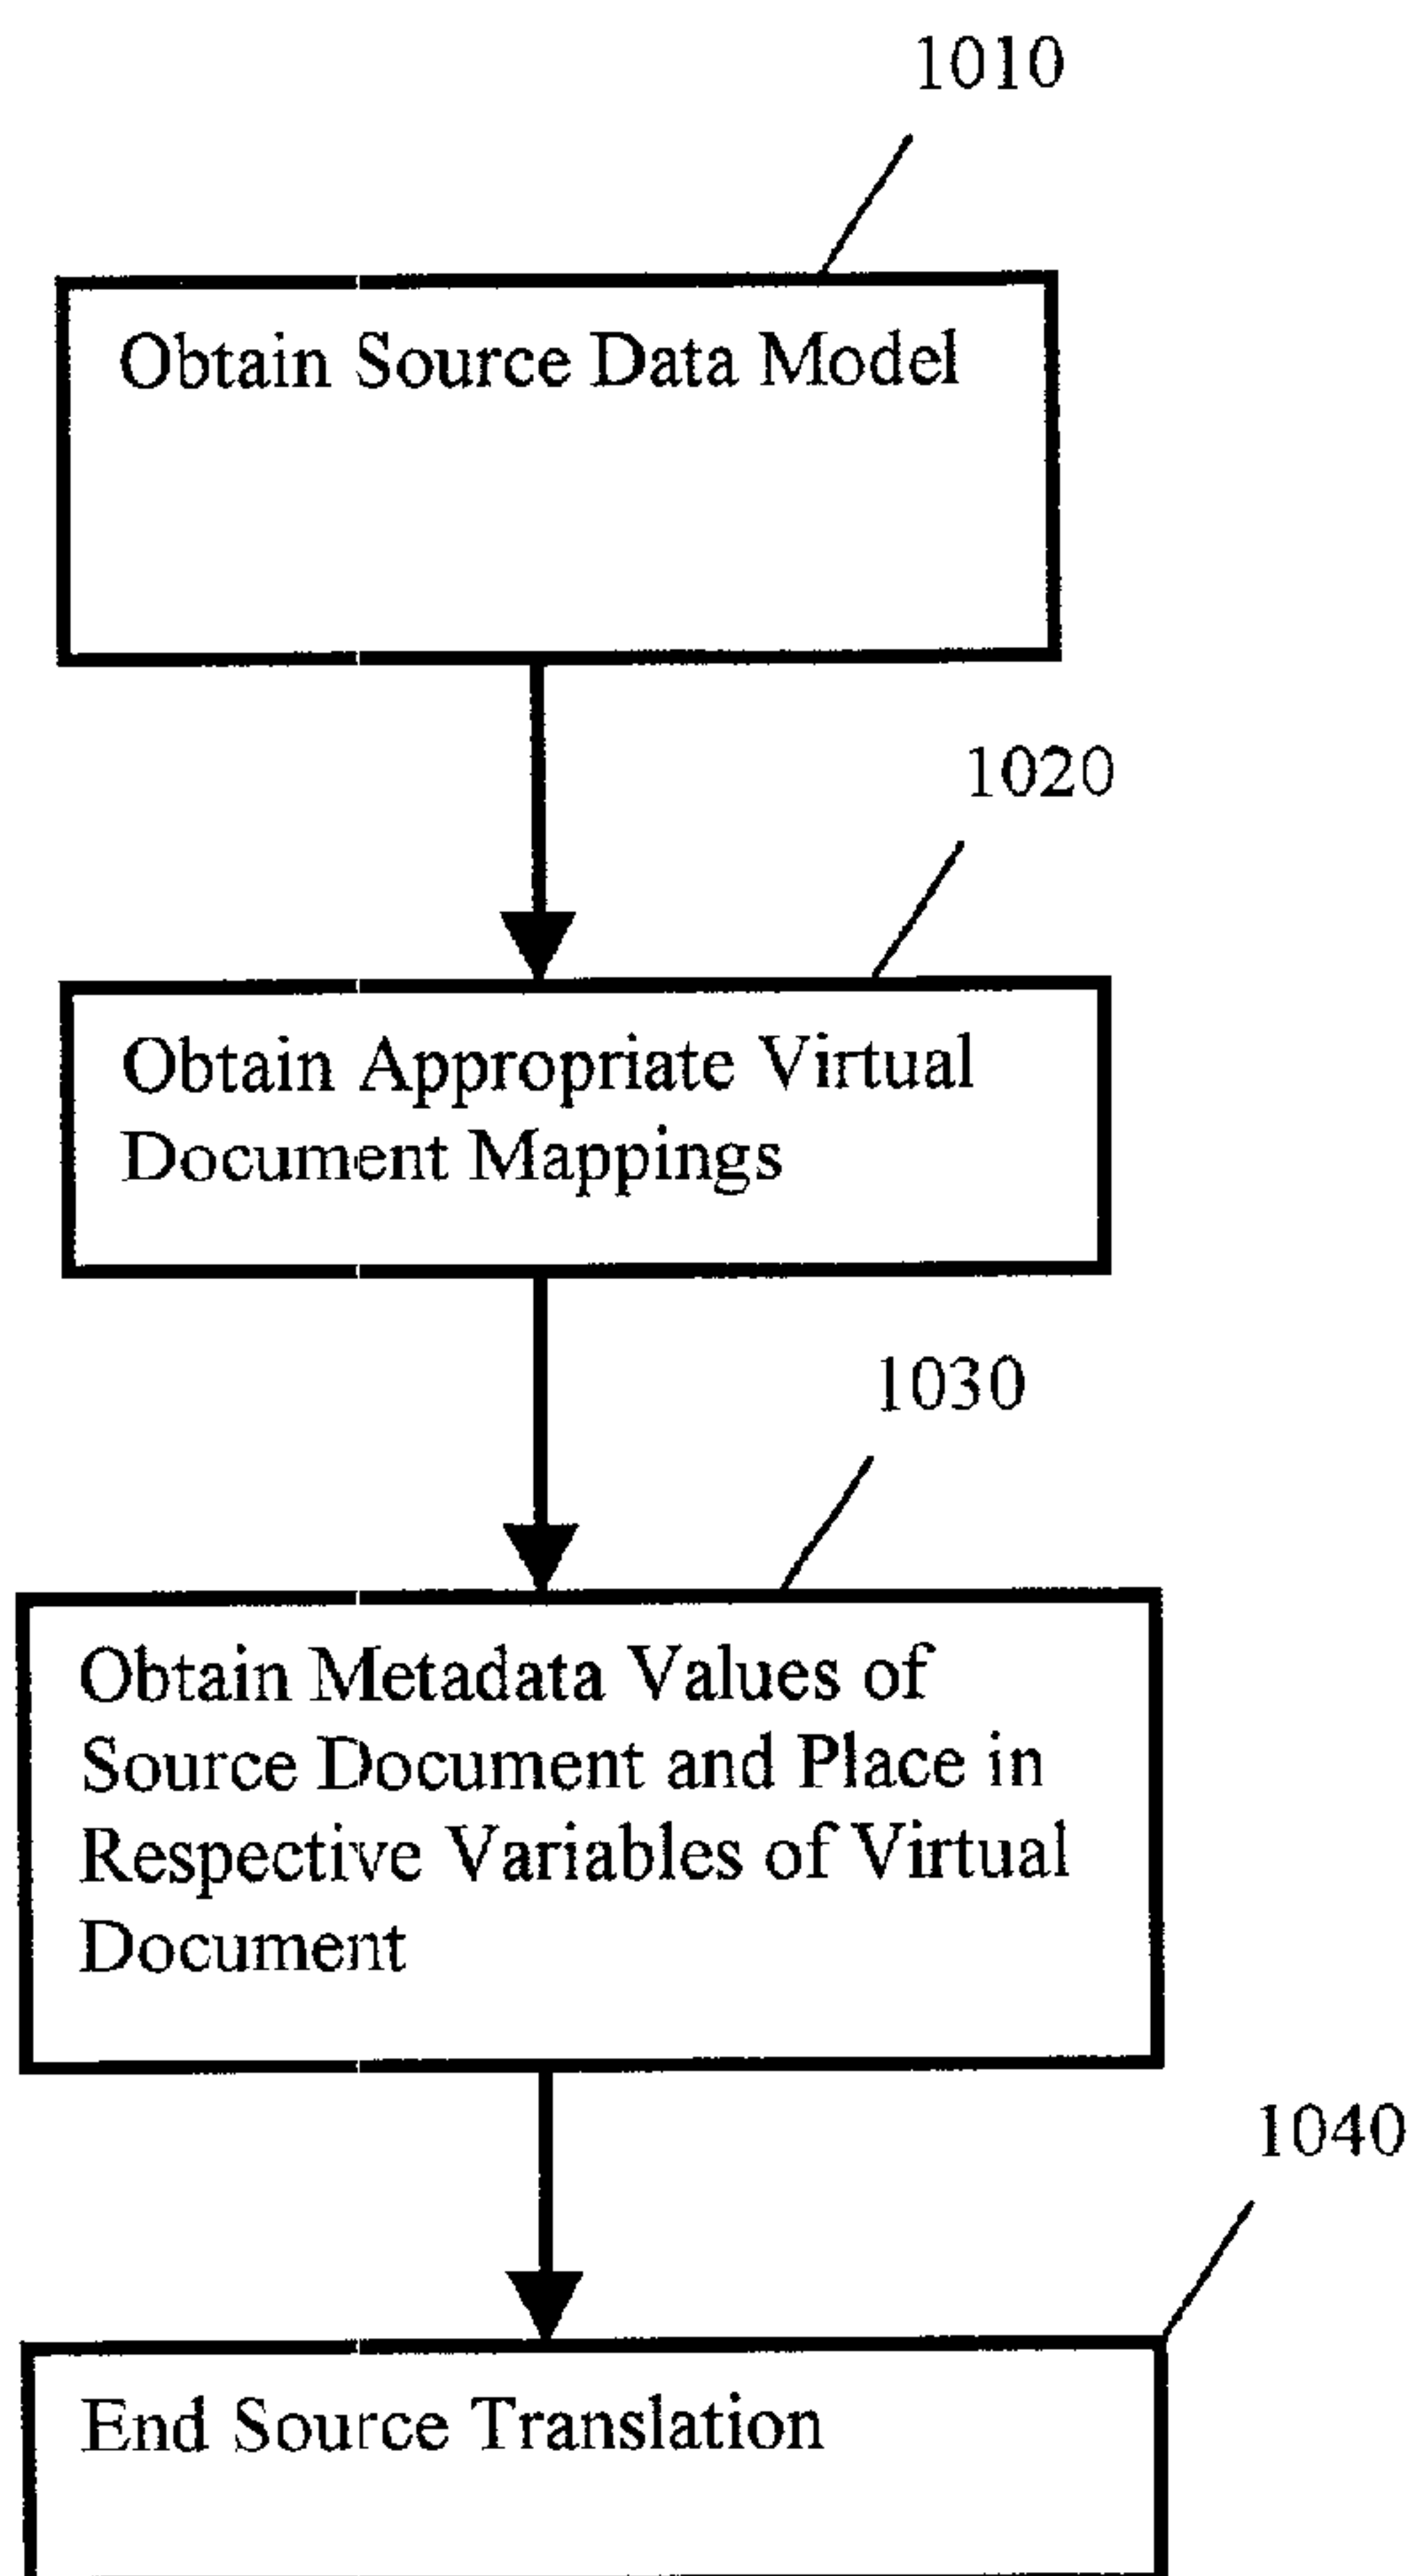 1010
Obtain Source Data Model
1020
Obtain Appropriate Virtual
Document Mappings
1030
Obtain Metadata Values of
Source Document and Place in
Respective Variables of Virtual
Document
1040
End Source Translation